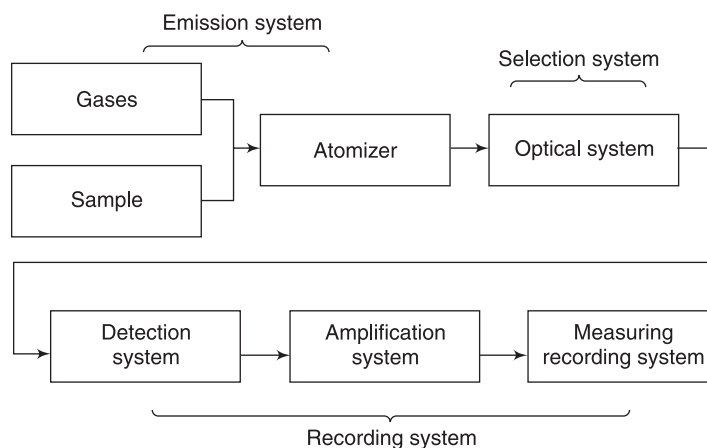 Emission system
Selection system
Gases
Sample
Atomizer
Optical system
Detection
system
Amplification
system
Measuring
recording system
Recording system